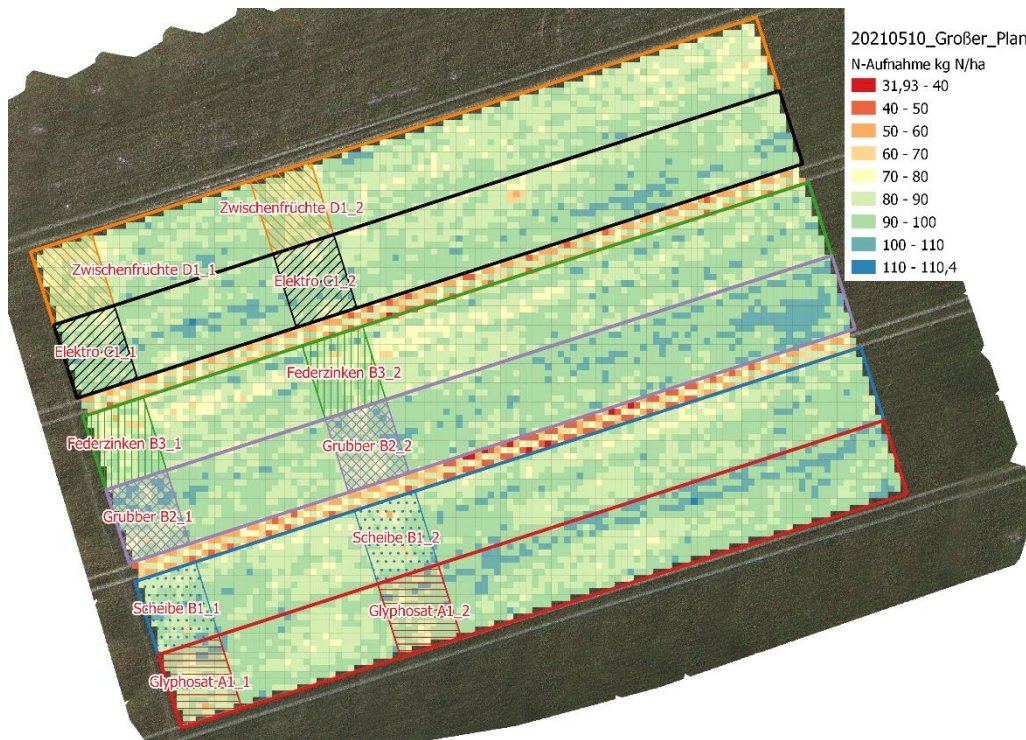 20210510_Großer_Plan
N-Aufnahme kg N/ha
31,93 - 40
40 - 50
50 - 60
60 - 70
70 - 80
80 - 90
90 - 100
100 - 110
110 - 110,4
Zwischenfrüchte D1_2
Zwischenfrüchte D1_1
Elektro C1_2
Elektro C1_1
Federzinken B3_2
Federzinken B3_1
Grubber B2_2
Grubber B2_1
Scheibe B1_2
Scheibe B1_1
Glyphosat A1_2
Glyphosat A1_1